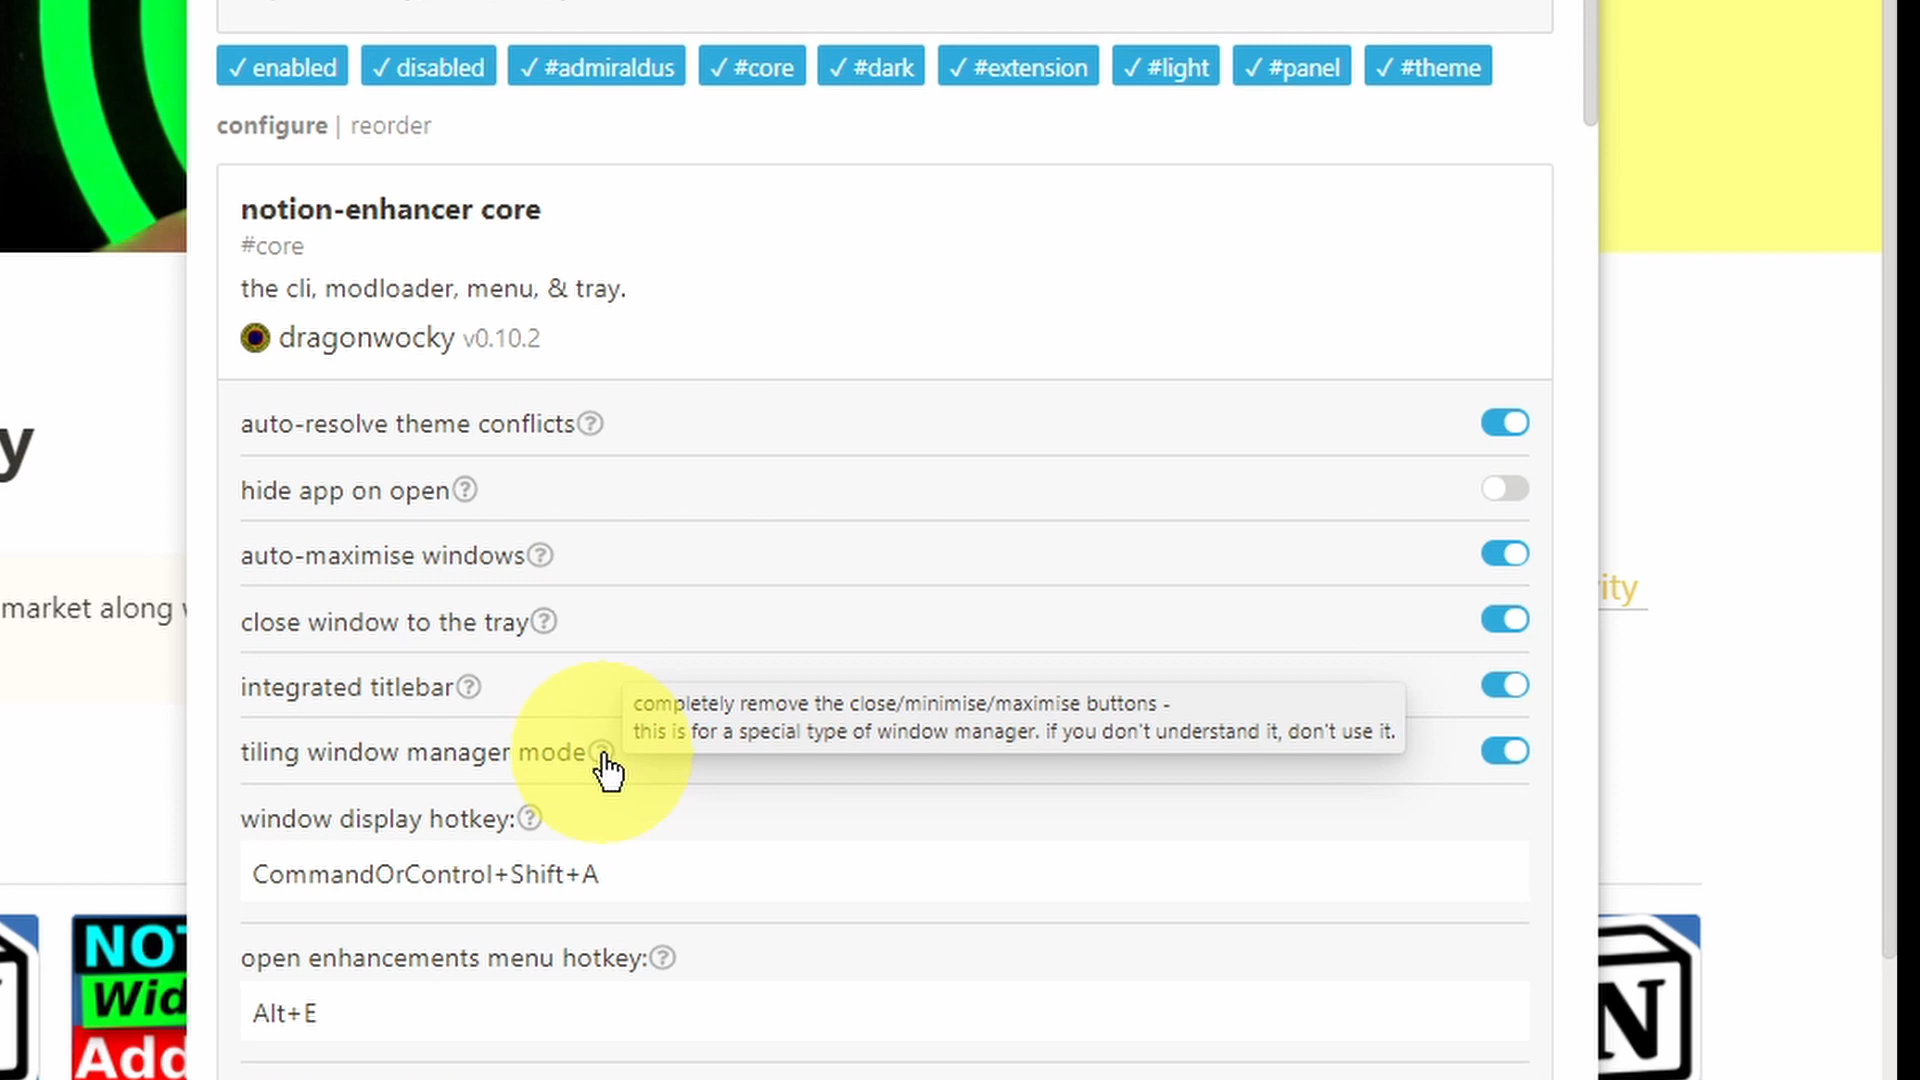 ✓ enabled ✓ disabled ✓ #admiraldus ✓ #core ✓ #dark ✓ #extension ✓ #light ✓ #panel ✓ #theme
configure | reorder
notion-enhancer core
#core
the cli, modloader, menu, & tray.
dragonwocky v0.10.2
auto-resolve theme conflicts
hide app on open
auto-maximise windows
close window to the tray
integrated titlebar
completely remove the close/minimise/maximise buttons -
this is for a special type of window manager. if you don't understand it, don't use it.
tiling window manager mode
window display hotkey:
CommandOrControl+Shift+A
open enhancements menu hotkey:
Alt+E
y
market along
ity
NO
Wid
Add
N